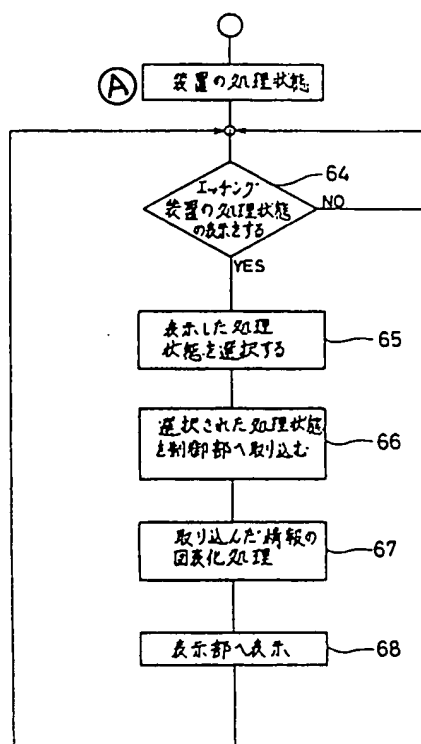 Ⓐ 装置の処理状態
64
エッチング
装置の処理状態
の表示をする
NO
YES
表示した処理
状態を選択する
65
選択された処理状態
を制御部へ取り込む
66
取り込んだ情報の
図表化処理
67
表示部へ表示
68